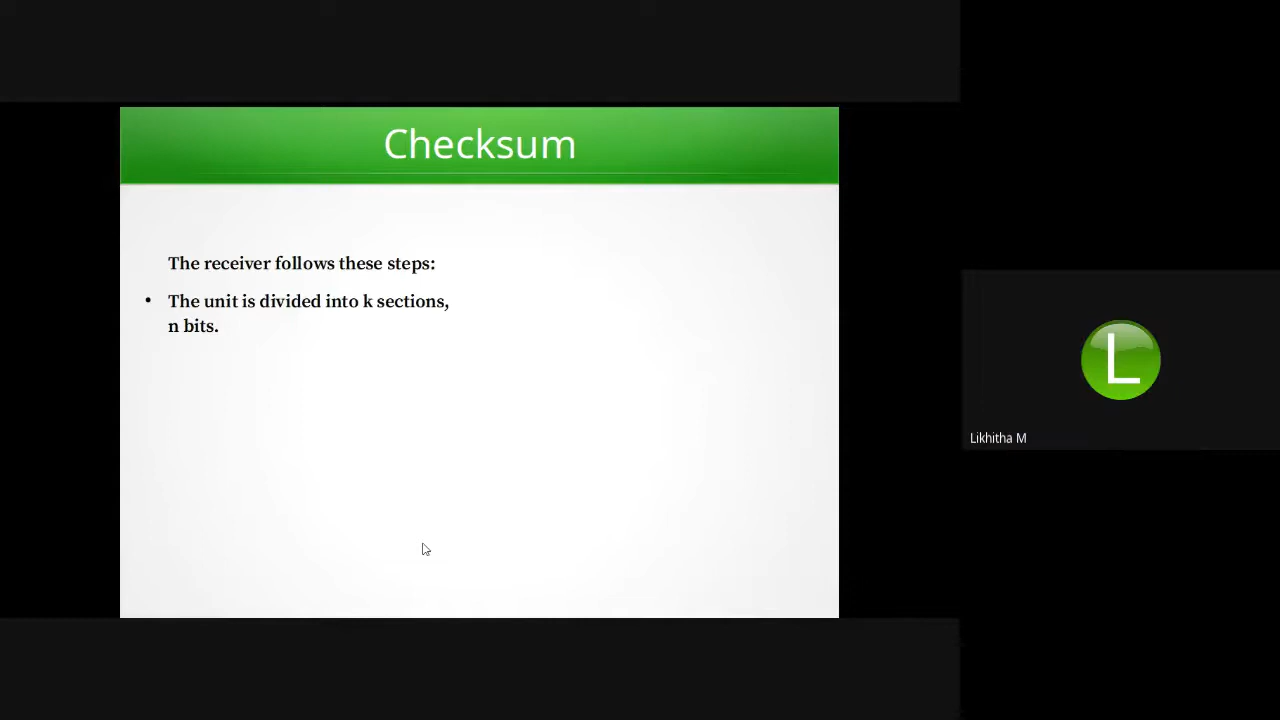 Checksum
The receiver follows these steps:
• The unit is divided into k sections,
n bits.
L
Likhitha M